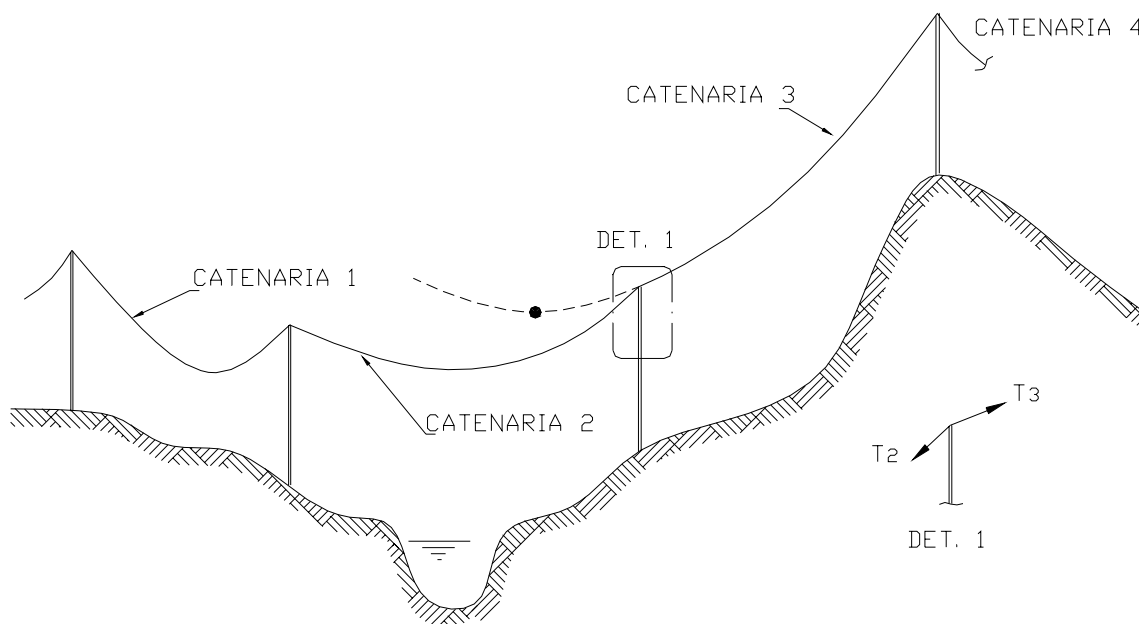 CATENARIA 4
CATENARIA 3
DET. 1
CATENARIA 1
CATENARIA 2
T3
T2
DET. 1